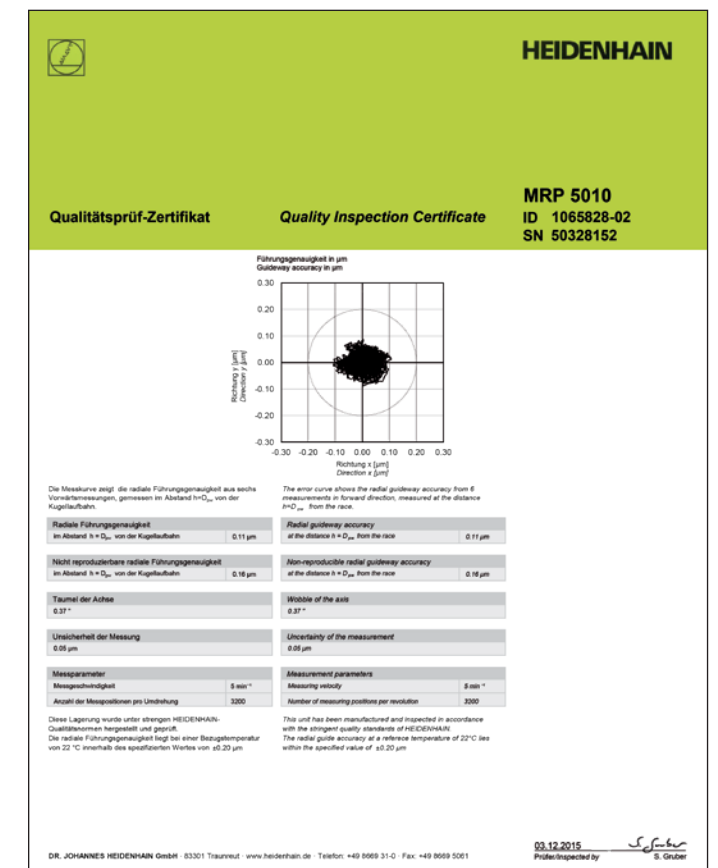 HEIDENHAIN
MRP 5010
Qualitätsprüf-Zertifikat
Quality Inspection Certificate
ID 1065828-02
SN 50328152
Führungsgenauigkeit in µm
Guideway accuracy in µm
0.30
0.20
0.10
0.00
-0.10
-0.20
-0.30
Richtung y [µm]
Direction y [µm]
-0.30 -0.20 -0.10 0.00 0.10 0.20 0.30
Richtung x [µm]
Direction x [µm]
Die Messkurve zeigt die radiale Führungsgenauigkeit aus sechs
Vorwärtsmessungen, gemessen im Abstand h=Dpw von der
Kugellaufbahn.
The error curve shows the radial guideway accuracy from 6
measurements in forward direction, measured at the distance
h=Dpw from the race.
Radiale Führungsgenauigkeit
im Abstand h = Dpw von der Kugellaufbahn 0.11 µm
Radial guideway accuracy
at the distance h = Dpw from the race 0.11 µm
Nicht reproduzierbare radiale Führungsgenauigkeit
im Abstand h = Dpw von der Kugellaufbahn 0.16 µm
Non-reproducible radial guideway accuracy
at the distance h = Dpw from the race 0.16 µm
Taumel der Achse
0.37 "
Wobble of the axis
0.37 "
Unsicherheit der Messung
0.05 µm
Uncertainty of the measurement
0.05 µm
Messparameter
Messgeschwindigkeit 5 min⁻¹
Anzahl der Messpositionen pro Umdrehung 3200
Measurement parameters
Measuring velocity 5 min⁻¹
Number of measuring positions per revolution 3200
Diese Lagerung wurde unter strengen HEIDENHAIN-
Qualitätsnormen hergestellt und geprüft.
Die radiale Führungsgenauigkeit liegt bei einer Bezugstemperatur
von 22 °C innerhalb des spezifizierten Wertes von ±0,20 µm
This unit has been manufactured and inspected in accordance
with the stringent quality standards of HEIDENHAIN.
The radial guide accuracy at a referece temperature of 22°C lies
within the specified value of ±0,20 µm
DR. JOHANNES HEIDENHAIN GmbH · 83301 Traunreut · www.heidenhain.de · Telefon: +49 8669 31-0 · Fax: +49 8669 5061
03.12.2015
Prüfer/Inspected by
S. Gruber
S. Gruber